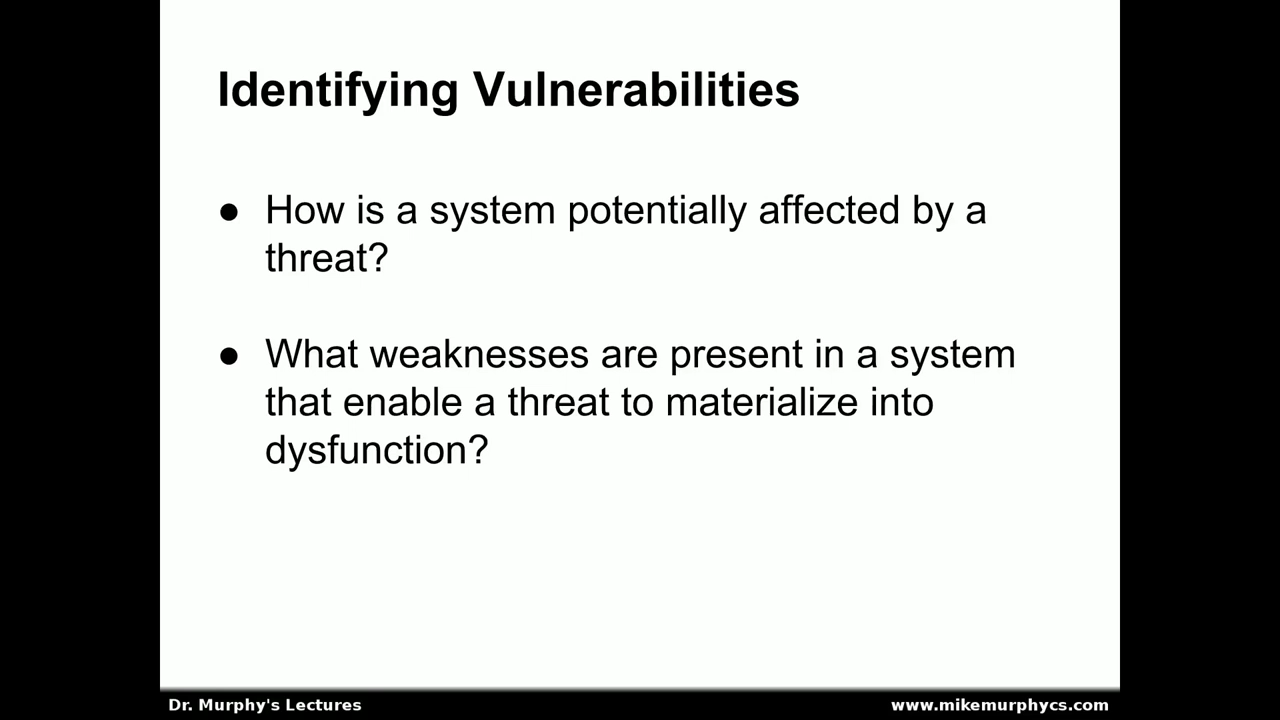 Identifying Vulnerabilities
● How is a system potentially affected by a
threat?
● What weaknesses are present in a system
that enable a threat to materialize into
dysfunction?
Dr. Murphy's Lectures
www.mikemurphycs.com